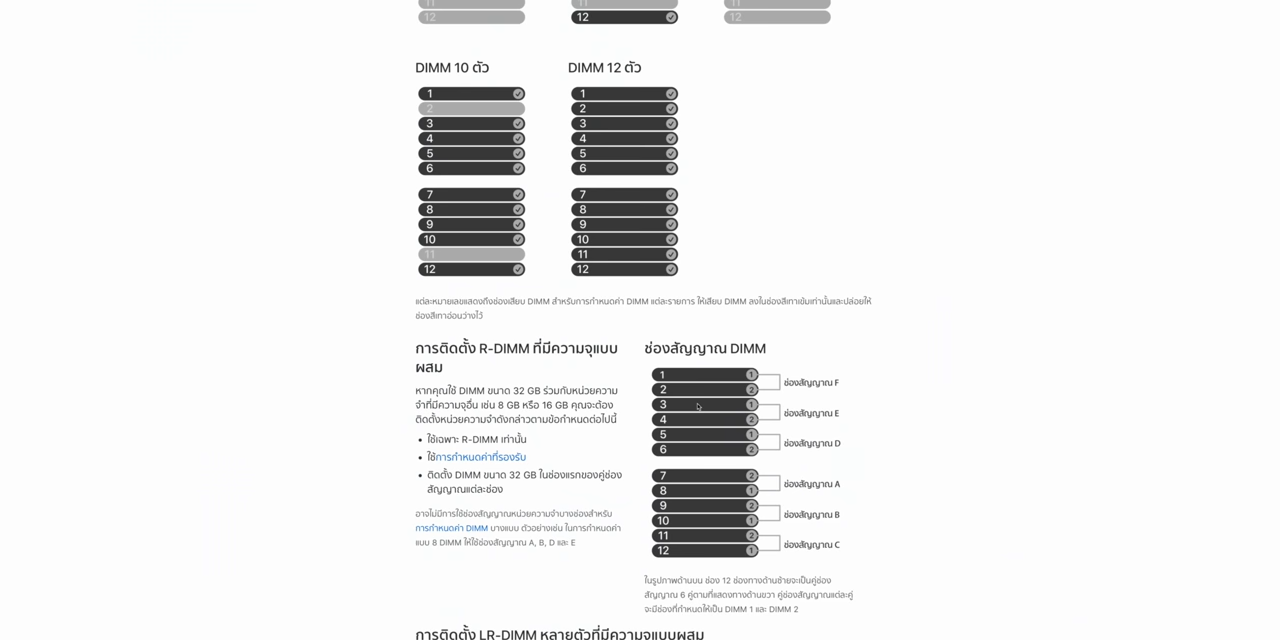 11
12
11
12
11
12
DIMM 10 ตัว
1
2
3
4
5
6
7
8
9
10
11
12
DIMM 12 ตัว
1
2
3
4
5
6
7
8
9
10
11
12
แต่ละหมายเลขแสดงถึงช่องเสียบ DIMM สำหรับการกำหนดค่า DIMM แต่ละรายการ ให้เสียบ DIMM ลงในช่องสีเทาเข้มเท่านั้นและปล่อยให้
ช่องสีเทาอ่อนว่างไว้
การติดตั้ง R-DIMM ที่มีความจุแบบ
ผสม
หากคุณใช้ DIMM ขนาด 32 GB ร่วมกับหน่วยความ
จำที่มีความจุอื่น เช่น 8 GB หรือ 16 GB คุณจะต้อง
ติดตั้งหน่วยความจำดังกล่าวตามข้อกำหนดต่อไปนี้
• ใช้เฉพาะ R-DIMM เท่านั้น
• ใช้การกำหนดค่าที่รองรับ
• ติดตั้ง DIMM ขนาด 32 GB ในช่องแรกของคู่ช่อง
สัญญาณแต่ละช่อง
อาจไม่มีการใช้ช่องสัญญาณหน่วยความจำบางช่องสำหรับ
การกำหนดค่า DIMM บางแบบ ตัวอย่างเช่น ในการกำหนดค่า
แบบ 8 DIMM ให้ใช้ช่องสัญญาณ A, B, D และ E
ช่องสัญญาณ DIMM
1 1
2 2
ช่องสัญญาณ F
3 1
4 2
ช่องสัญญาณ E
5 1
6 2
ช่องสัญญาณ D
7 2
8 1
ช่องสัญญาณ A
9 2
10 1
ช่องสัญญาณ B
11 2
12 1
ช่องสัญญาณ C
ในรูปภาพด้านบน ช่อง 12 ช่องทางด้านซ้ายจะเป็นคู่ช่อง
สัญญาณ 6 คู่ตามที่แสดงทางด้านขวา คู่ช่องสัญญาณแต่ละคู่
จะมีช่องที่กำหนดให้เป็น DIMM 1 และ DIMM 2
การติดตั้ง LR-DIMM หลายตัวที่มีความจุแบบผสม